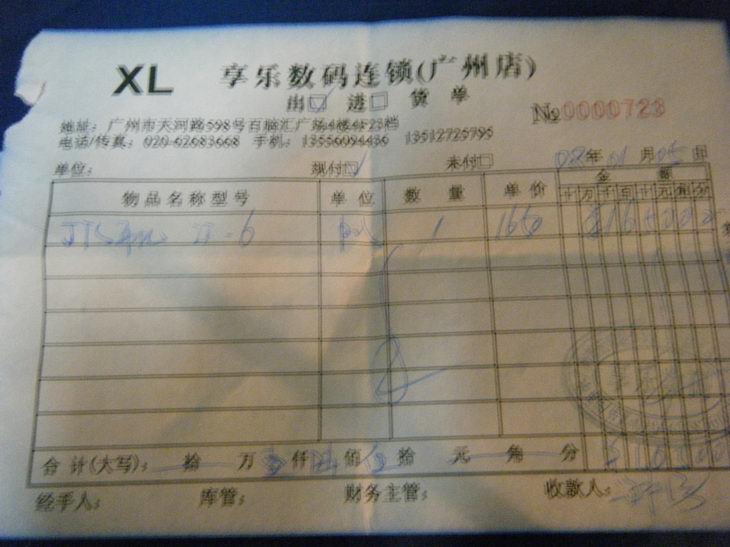 XL 享乐数码连锁(广州店)
出☑ 进□ 货单
№0000723
地址：广州市天河路598号百脑汇广场4楼4F23档
电话/传真：020-62683668 手机：13556094436 13512725795
单位： 现付☑ 未付□ 08年01月05日
物品名称型号 单位 数量 单价 金额
十 万 千 百 十 元 角 分
1
合计(大写)： 拾 万 仟 佰 拾 元 角 分
经手人： 库管： 财务主管： 收款人：